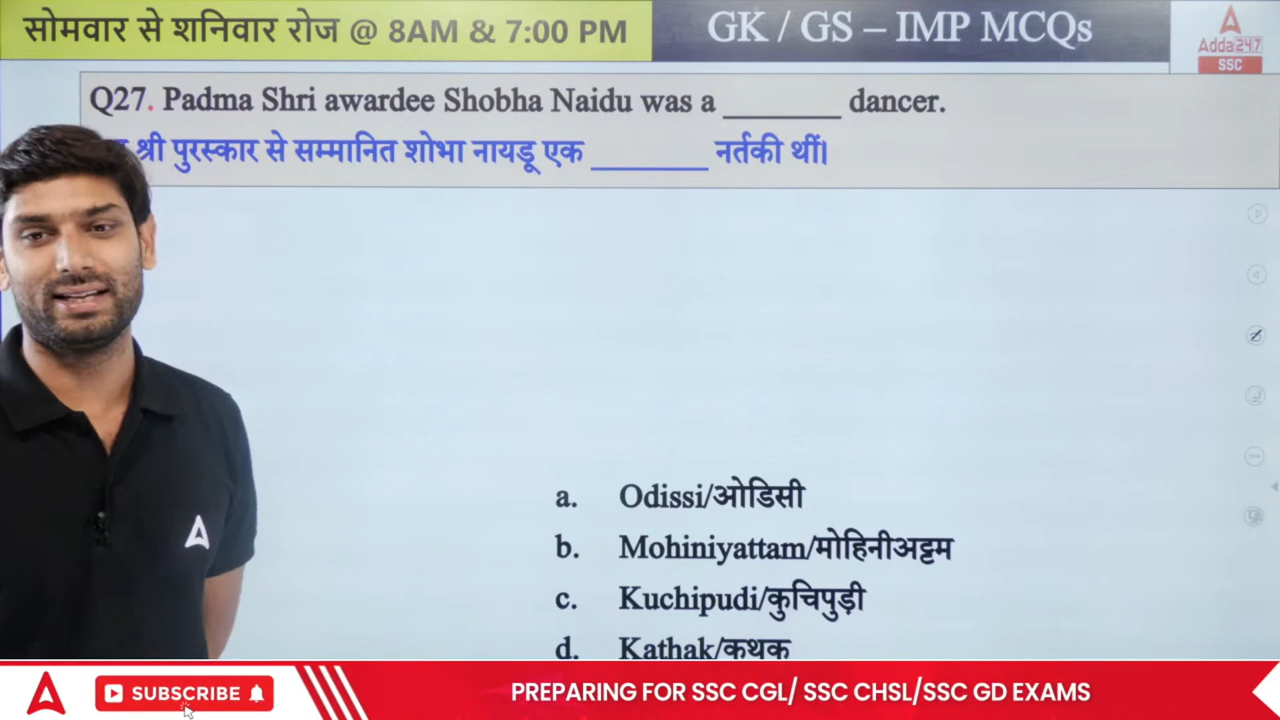 सोमवार से शनिवार रोज @ 8AM & 7:00 PM
GK / GS – IMP MCQs
Adda247
SSC
Q27. Padma Shri awardee Shobha Naidu was a ________ dancer.
श्री पुरस्कार से सम्मानित शोभा नायडू एक ________ नर्तकी थीं।
a. Odissi/ओडिसी
b. Mohiniyattam/मोहिनीअट्टम
c. Kuchipudi/कुचिपुड़ी
d. Kathak/कथक
SUBSCRIBE
PREPARING FOR SSC CGL/ SSC CHSL/SSC GD EXAMS